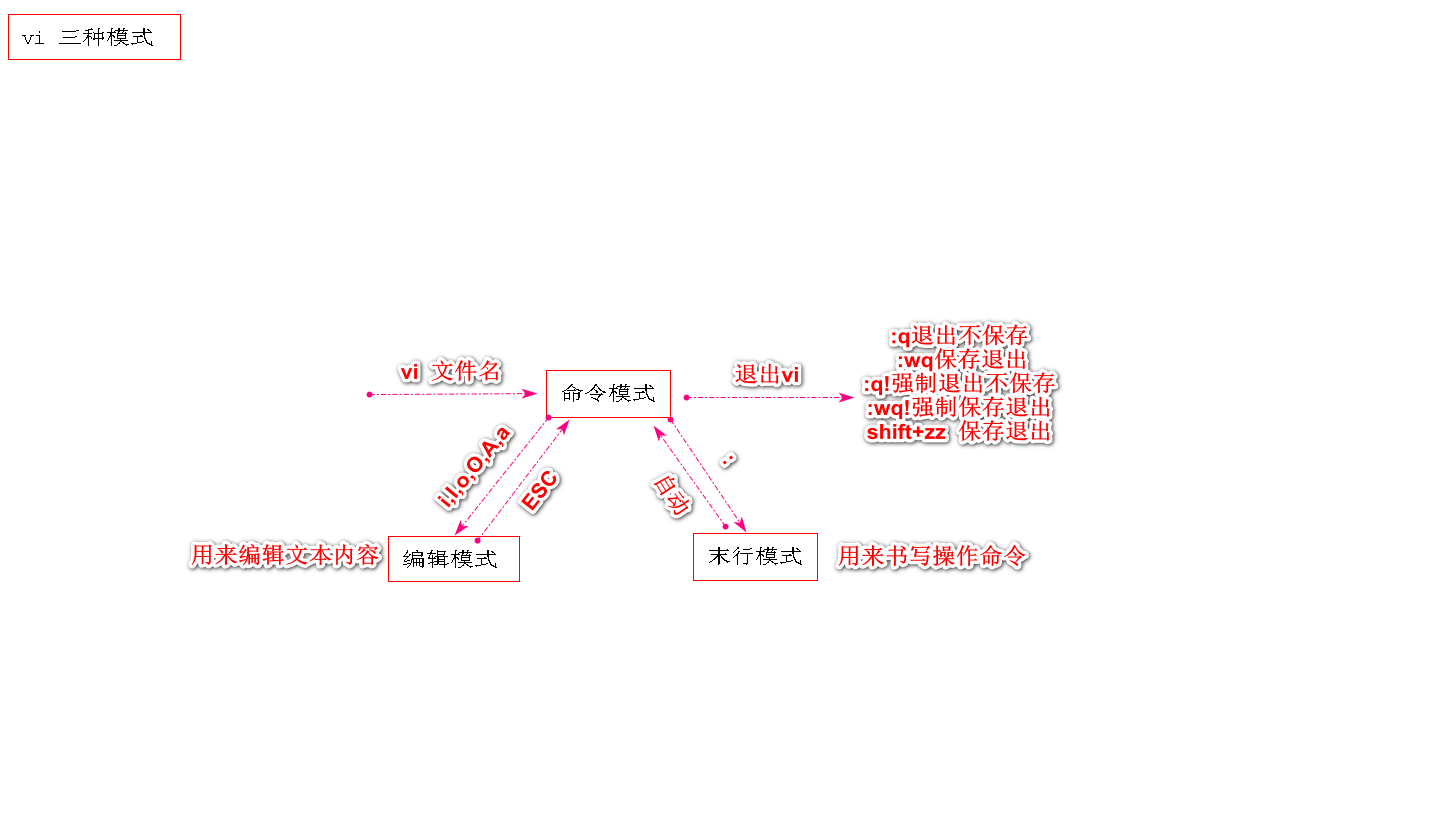 vi 三种模式
:q退出不保存
:wq保存退出
:q!强制退出不保存
:wq!强制保存退出
shift+zz 保存退出
vi 文件名
命令模式
退出vi
i,I,o,O,A,a
ESC
:
自动
用来编辑文本内容
编辑模式
末行模式
用来书写操作命令